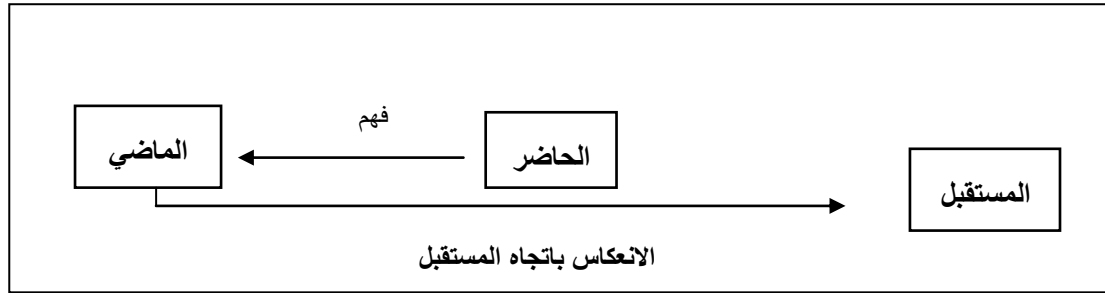 فهم
الماضي
الحاضر
المستقبل
الانعكاس باتجاه المستقبل